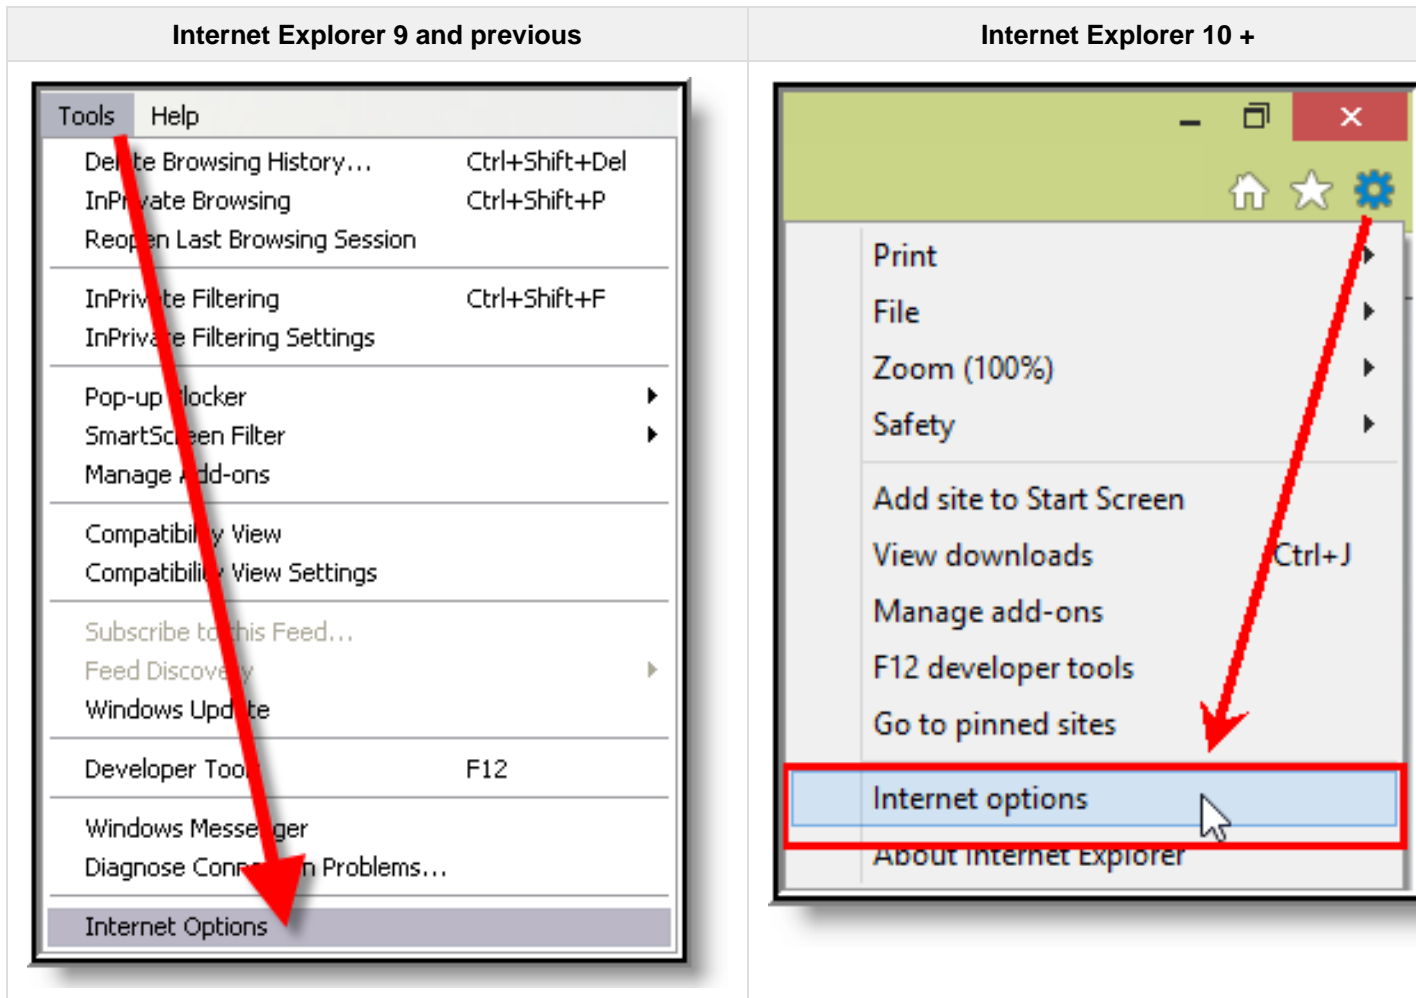 Internet Explorer 9 and previous
Internet Explorer 10 +
Tools Help
Delete Browsing History... Ctrl+Shift+Del
InPrivate Browsing Ctrl+Shift+P
Reopen Last Browsing Session
InPrivate Filtering Ctrl+Shift+F
InPrivate Filtering Settings
Pop-up Blocker
SmartScreen Filter
Manage Add-ons
Compatibility View
Compatibility View Settings
Subscribe to this Feed...
Feed Discovery
Windows Update
Developer Tools F12
Windows Messenger
Diagnose Connection Problems...
Internet Options
Print
File
Zoom (100%)
Safety
Add site to Start Screen
View downloads Ctrl+J
Manage add-ons
F12 developer tools
Go to pinned sites
Internet options
About Internet Explorer